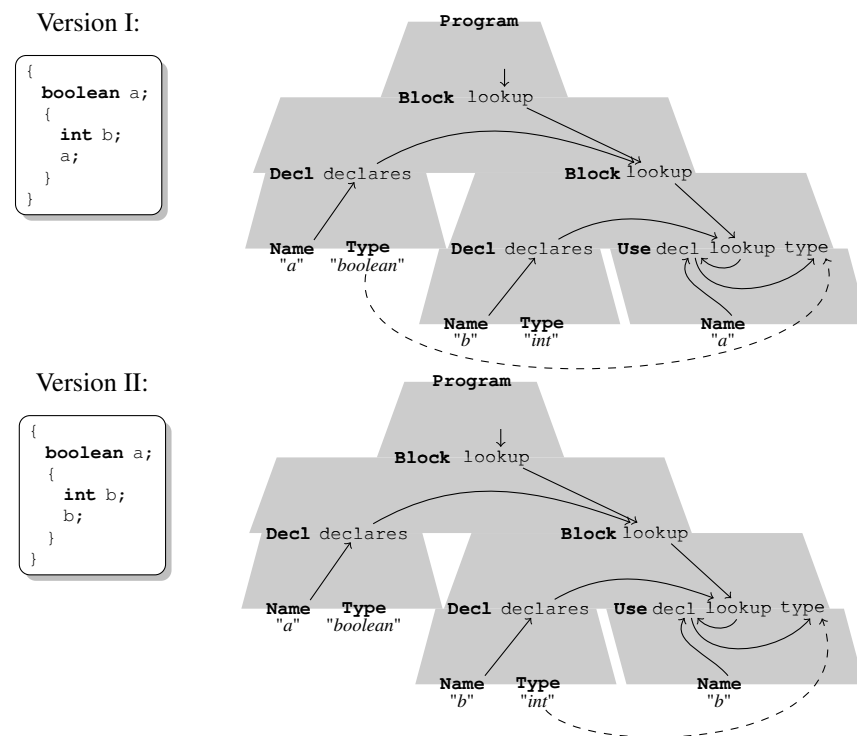 Version I:
{
boolean a;
{
int b;
a;
}
}
Program
Block lookup
Decl declares
Block lookup
Name Type
"a" "boolean"
Decl declares
Use decl lookup type
Name Type
"b" "int"
Name
"a"
Version II:
{
boolean a;
{
int b;
b;
}
}
Program
Block lookup
Decl declares
Block lookup
Name Type
"a" "boolean"
Decl declares
Use decl lookup type
Name Type
"b" "int"
Name
"b"